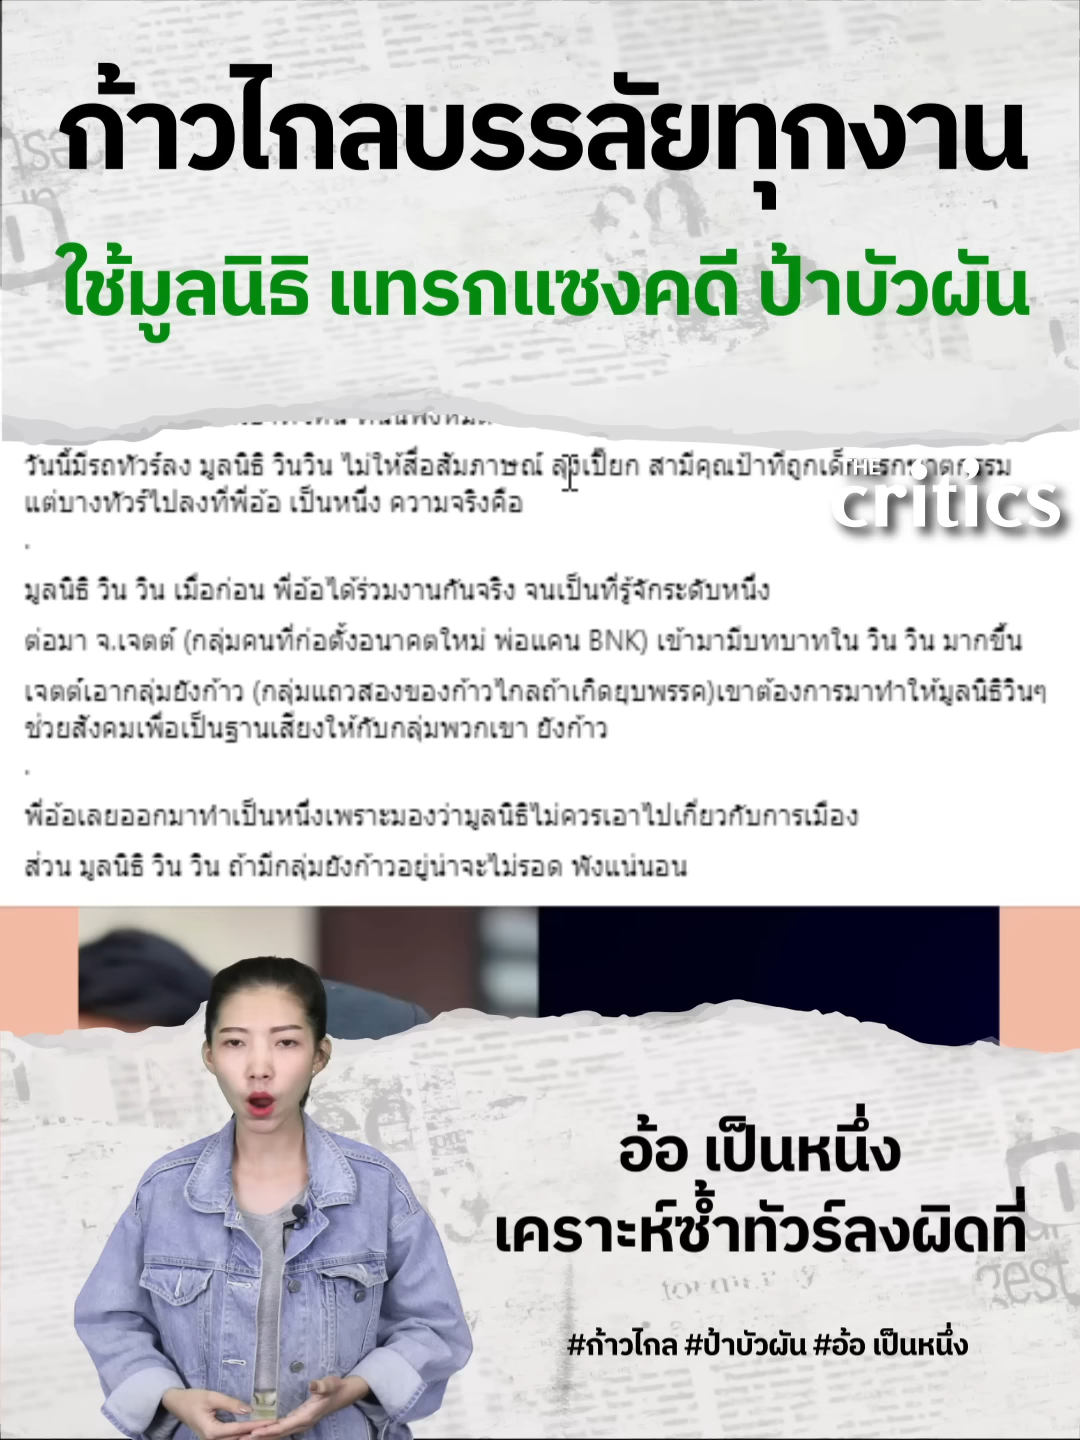 ก้าวไกลบรรลัยทุกงาน
ใช้มูลนิธิ แทรกแซงคดี ป้าบัวผัน
วันนี้มีรถทัวร์ลง มูลนิธิ วินวิน ไม่ให้สื่อสัมภาษณ์ ลุงเปี๊ยก สามีคุณป้าที่ถูกเด็ก
THE
critics
แต่บางทัวร์ไปลงที่พี่อ้อ เป็นหนึ่ง ความจริงคือ
.
มูลนิธิ วิน วิน เมื่อก่อน พี่อ้อได้ร่วมงานกันจริง จนเป็นที่รู้จักระดับหนึ่ง
ต่อมา จ.เจตต์ (กลุ่มคนที่ก่อตั้งอนาคตใหม่ พ่อแคน BNK) เข้ามามีบทบาทใน วิน วิน มากขึ้น
เจตต์เอากลุ่มยังก้าว (กลุ่มแถวสองของก้าวไกลถ้าเกิดยุบพรรค)เขาต้องการมาทำให้มูลนิธิวินๆ
ช่วยสังคมเพื่อเป็นฐานเสียงให้กับกลุ่มพวกเขา ยังก้าว
.
พี่อ้อเลยออกมาทำเป็นหนึ่งเพราะมองว่ามูลนิธิไม่ควรเอาไปเกี่ยวกับการเมือง
ส่วน มูลนิธิ วิน วิน ถ้ามีกลุ่มยังก้าวอยู่น่าจะไม่รอด พังแน่นอน
อ้อ เป็นหนึ่ง
เคราะห์ซ้ำทัวร์ลงผิดที่
#ก้าวไกล #ป้าบัวผัน #อ้อ เป็นหนึ่ง